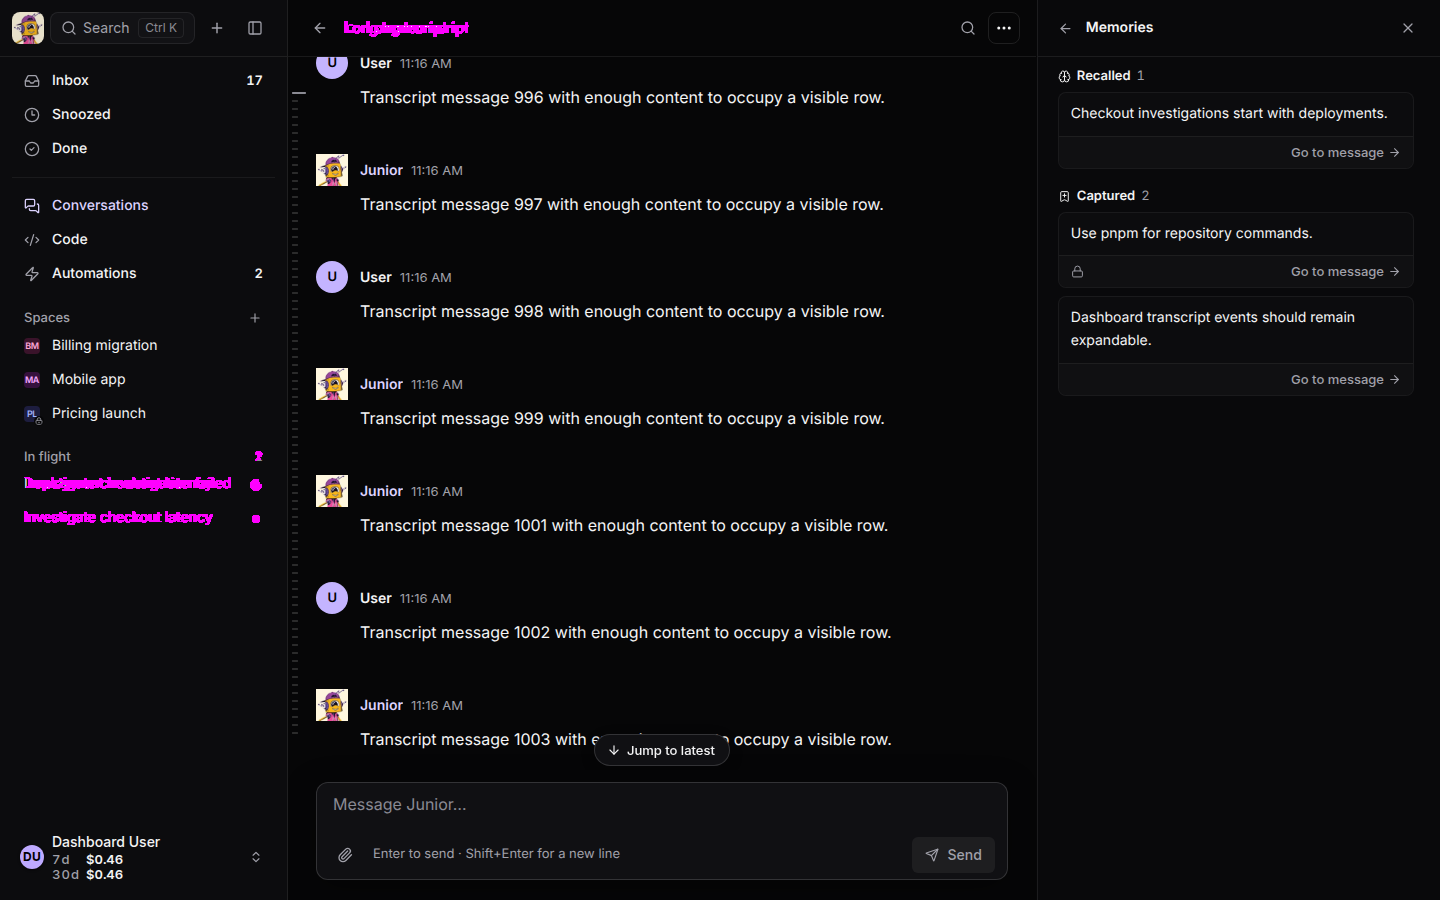 Search Ctrl K
Inbox 17
Snoozed
Done
Conversations
Code
Automations 2
Spaces
BM Billing migration
MA Mobile app
PL Pricing launch
In flight 2
Investigate checkout latency
DU Dashboard User
7d $0.46
30d $0.46
U User 11:16 AM
Transcript message 996 with enough content to occupy a visible row.
Junior 11:16 AM
Transcript message 997 with enough content to occupy a visible row.
U User 11:16 AM
Transcript message 998 with enough content to occupy a visible row.
Junior 11:16 AM
Transcript message 999 with enough content to occupy a visible row.
Junior 11:16 AM
Transcript message 1001 with enough content to occupy a visible row.
U User 11:16 AM
Transcript message 1002 with enough content to occupy a visible row.
Junior 11:16 AM
Transcript message 1003 with occupy a visible row.
Jump to latest
Message Junior...
Enter to send · Shift+Enter for a new line
Send
Memories
Recalled 1
Checkout investigations start with deployments.
Go to message
Captured 2
Use pnpm for repository commands.
Go to message
Dashboard transcript events should remain
expandable.
Go to message